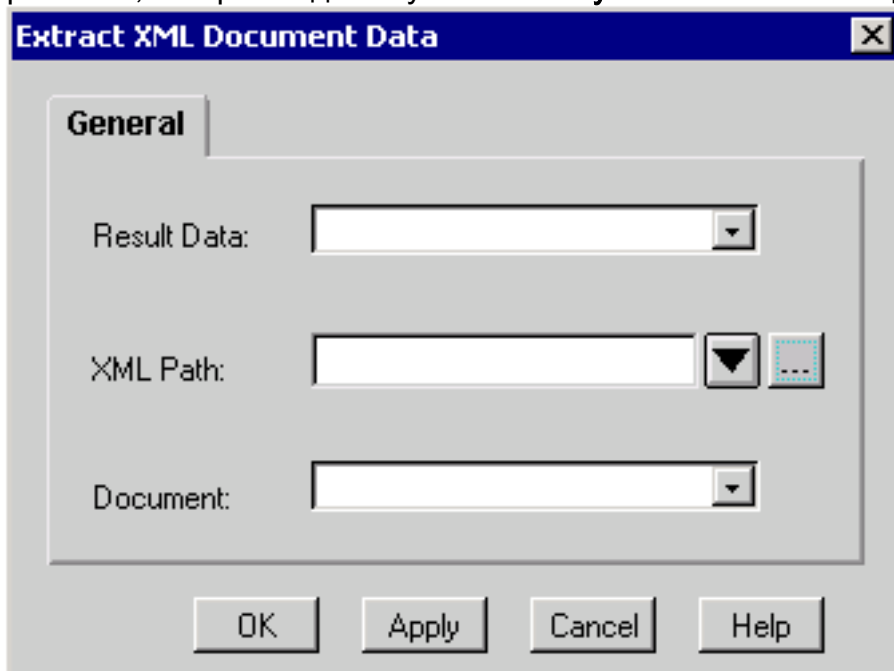 Extract XML Document Data
General
Result Data:
XML Path:
...
Document:
OK Apply Cancel Help